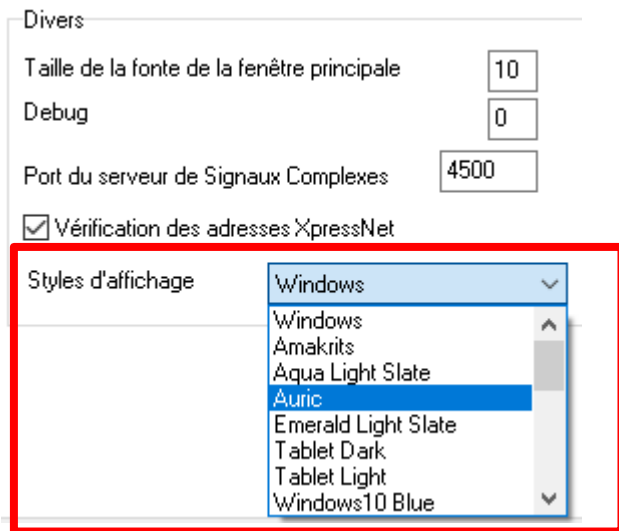 Divers
Taille de la fonte de la fenêtre principale 10
Debug 0
Port du serveur de Signaux Complexes 4500
Vérification des adresses XpressNet
Styles d'affichage Windows
Windows
Amakrits
Aqua Light Slate
Auric
Emerald Light Slate
Tablet Dark
Tablet Light
Windows10 Blue